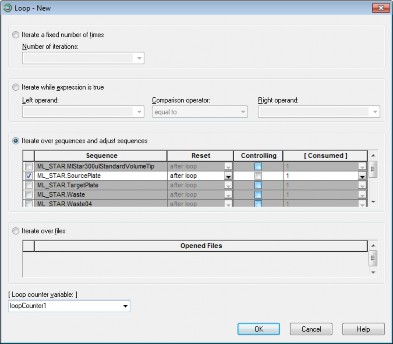 Loop - New
Iterate a fixed number of times
Number of iterations:
Iterate while expression is true
Left operand: Comparison operator: Right operand:
equal to
Iterate over sequences and adjust sequences
Sequence Reset Controlling [ Consumed ]
ML_STAR.MlStar300ulStandardVolumeTip after loop 1
ML_STAR.SourcePlate after loop 1
ML_STAR.TargetPlate after loop 1
ML_STAR.Waste after loop 1
ML_STAR.Waste04 after loop 1
Iterate over files
Opened Files
[ Loop counter variable: ]
loopCounter1
OK Cancel Help